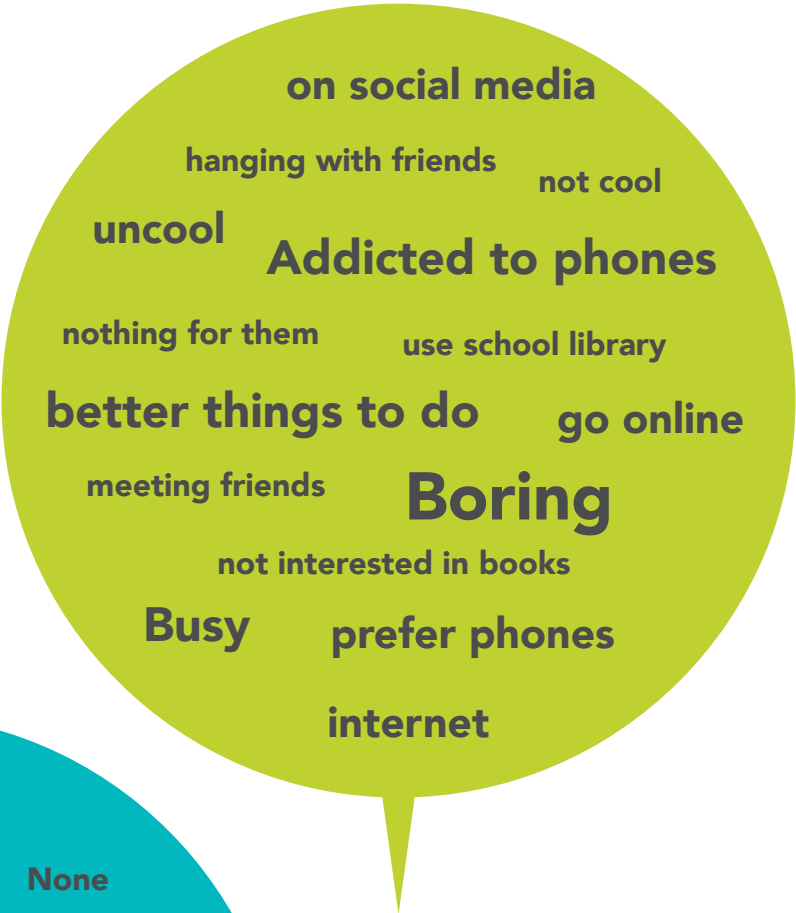 on social media
hanging with friends
not cool
uncool
Addicted to phones
nothing for them
use school library
better things to do
go online
meeting friends
Boring
not interested in books
Busy
prefer phones
internet
None